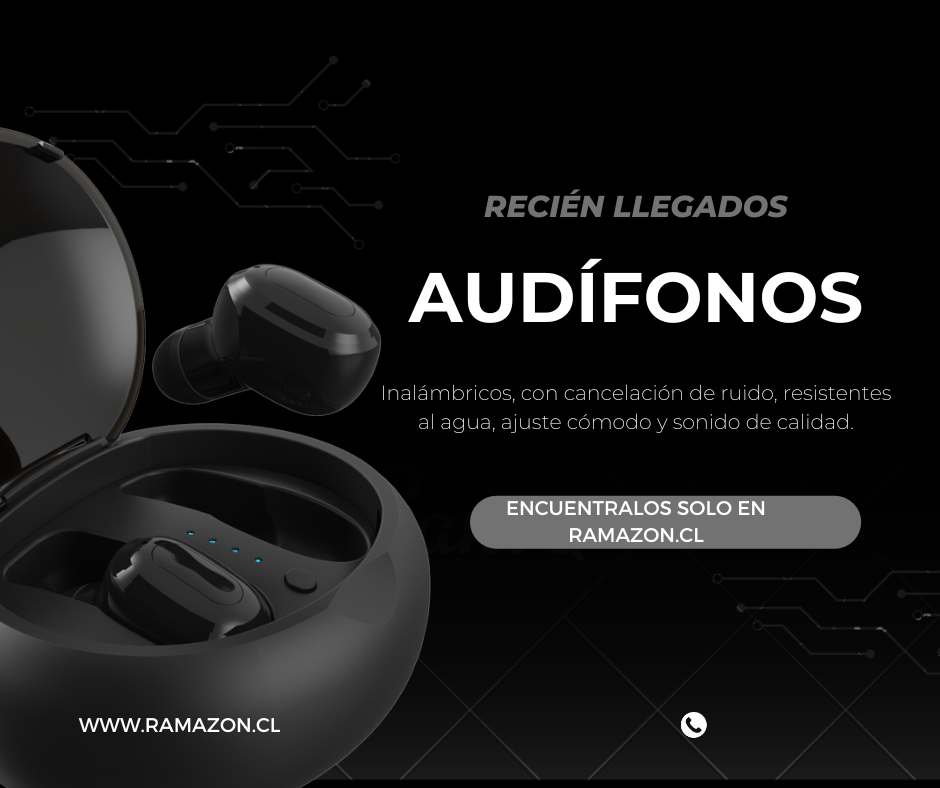 RECIÉN LLEGADOS
AUDÍFONOS
Inalámbricos, con cancelación de ruido, resistentes
al agua, ajuste cómodo y sonido de calidad.
ENCUENTRALOS SOLO EN
RAMAZON.CL
WWW.RAMAZON.CL